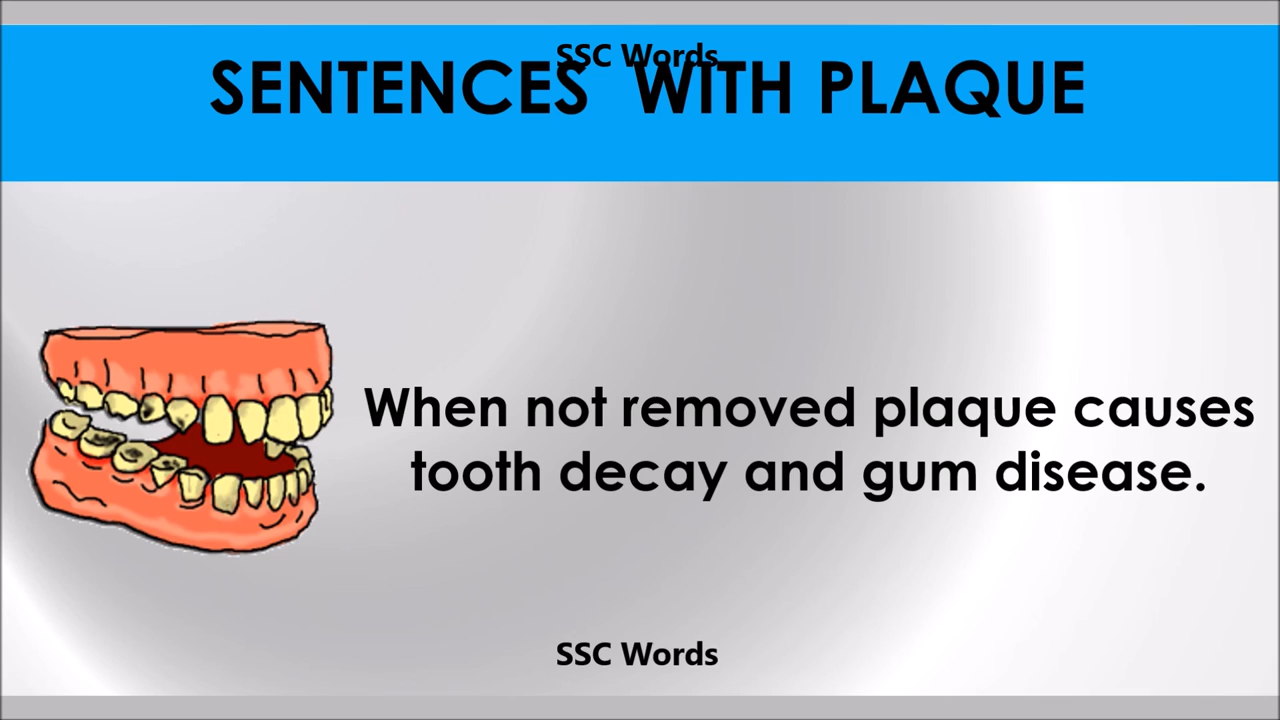 SSC Words
SENTENCES WITH PLAQUE
When not removed plaque causes
tooth decay and gum disease.
SSC Words